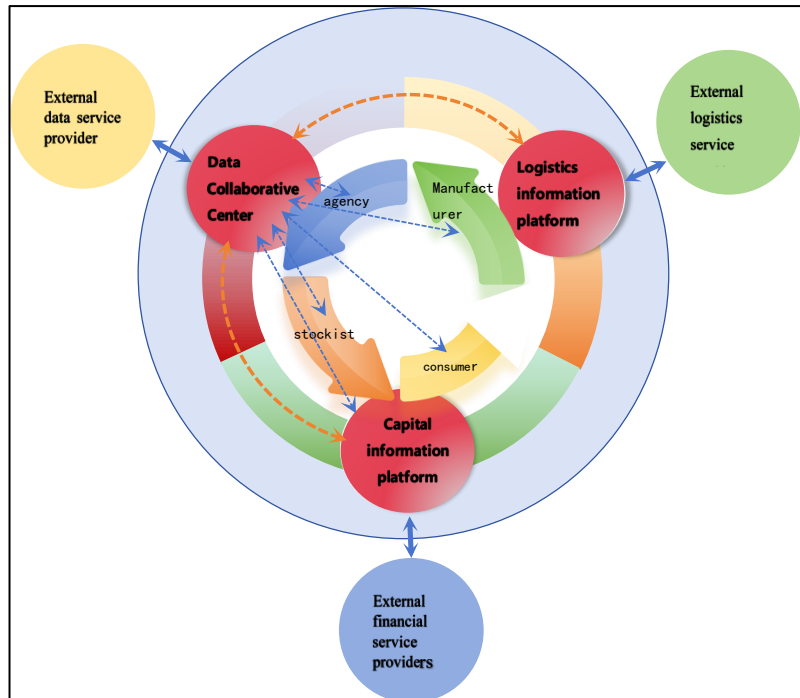 External
data service
provider
External
logistics
service
Data
Collaborative
Center
Logistics
information
platform
agency
Manufact
urer
stockist
consumer
Capital
information
platform
External
financial
service
providers